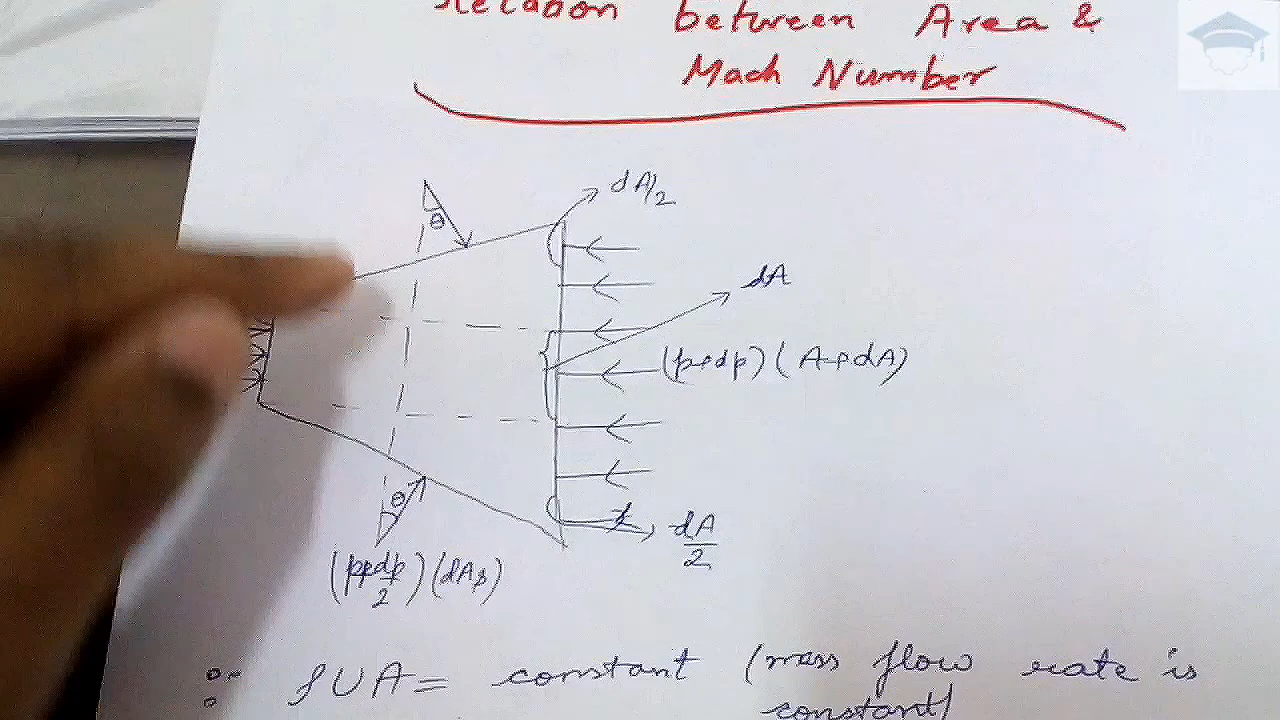 Relation between Area &
Mach Number
dA/2
θ
dA
(p+dp) (A+dA)
θ
dA/2
(p+dp/2) (dAs)
∴ ρUA = constant (mass flow rate is
constant)